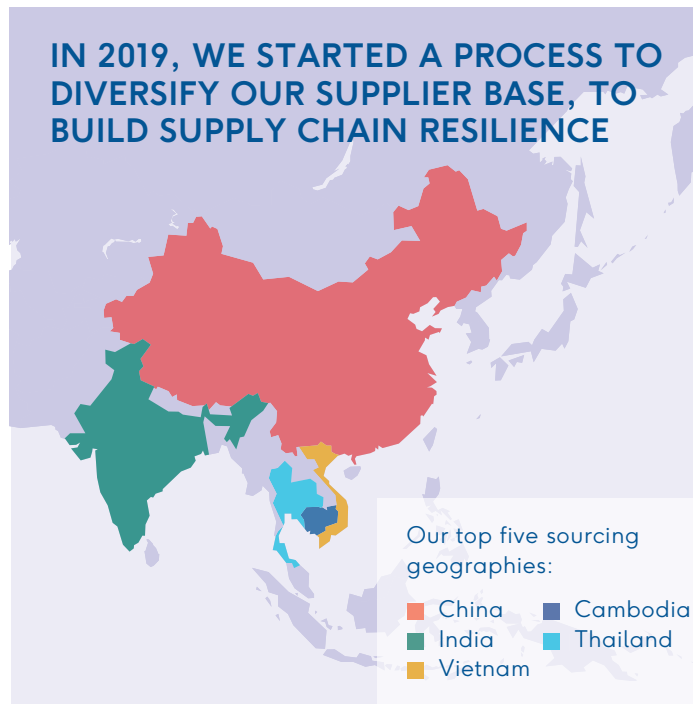 IN 2019, WE STARTED A PROCESS TO
DIVERSIFY OUR SUPPLIER BASE, TO
BUILD SUPPLY CHAIN RESILIENCE
Our top five sourcing
geographies:
China
India
Vietnam
Cambodia
Thailand